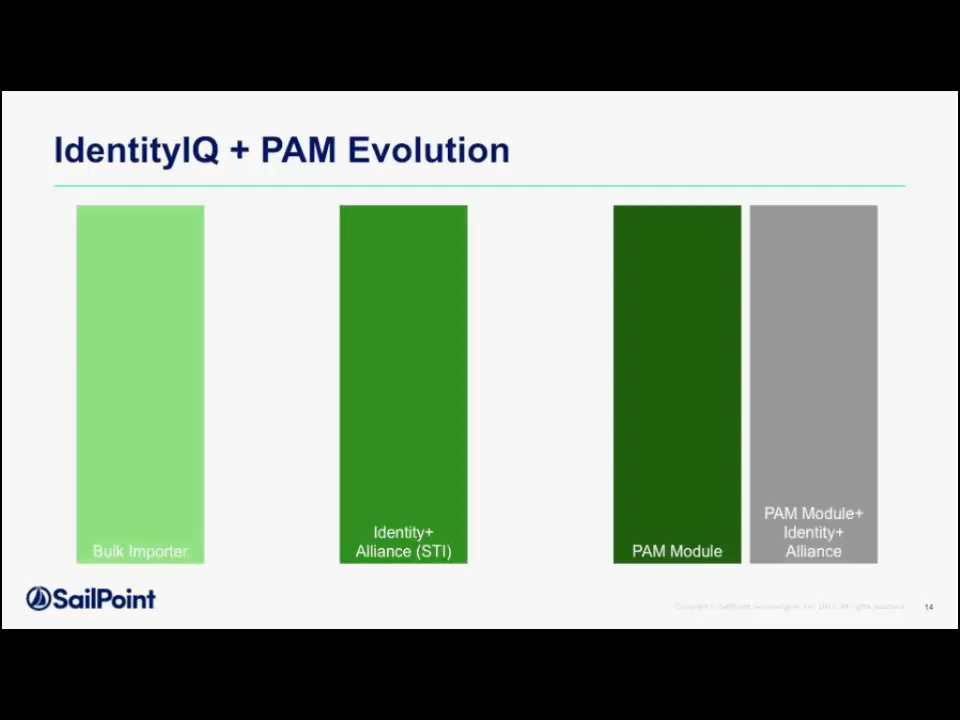 IdentityIQ + PAM Evolution
Bulk Importer
Identity+
Alliance (STI)
PAM Module
PAM Module+
Identity+
Alliance
SailPoint
14